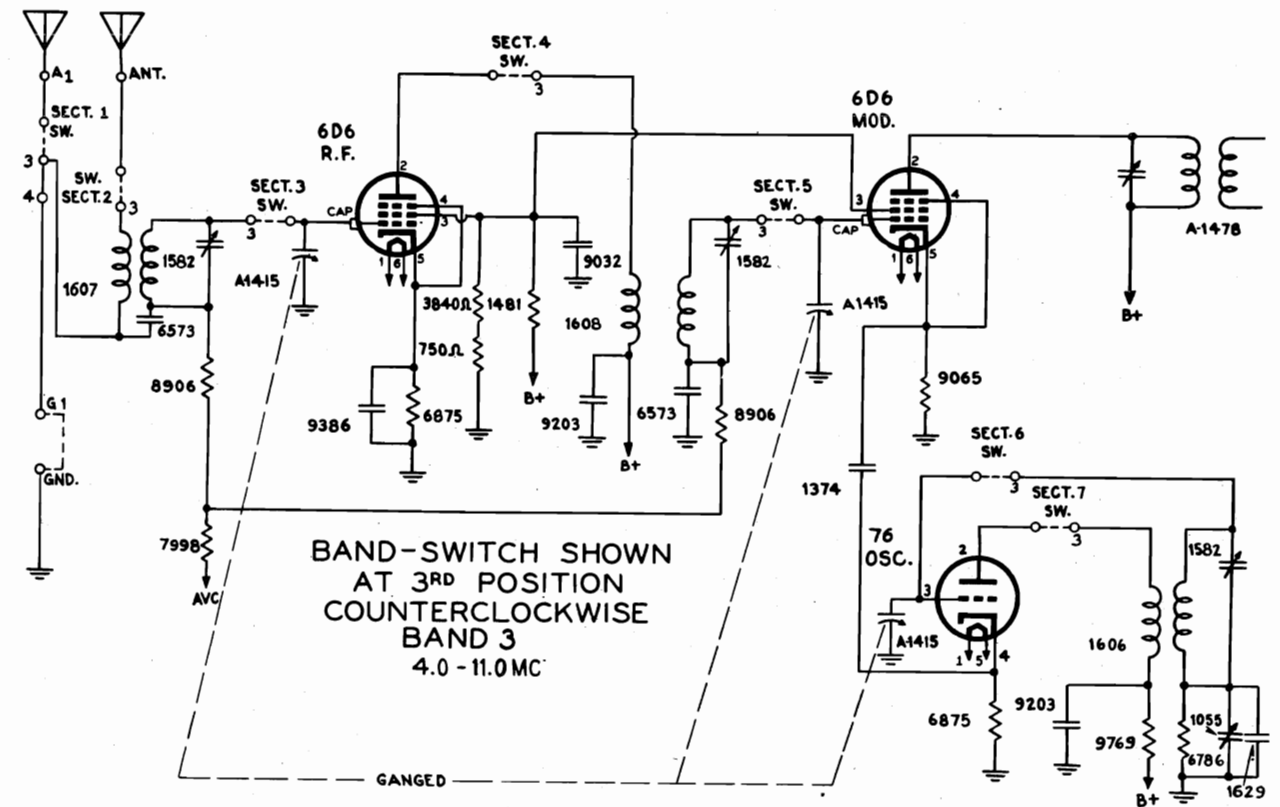 SECT. 4
SW.
3
A1
ANT.
SECT. 1
SW.
3
4
SW.
SECT. 2
3
6D6
R.F.
2
SECT. 3
SW.
3
CAP
4
3
1
6
5
6D6
MOD.
2
3
4
CAP
1
6
5
SECT. 5
SW.
3
A-1478
B+
1582
1607
6573
A1415
3840Ω
1481
750Ω
9032
1608
B+
1582
A1415
8906
9386
6875
9203
6573
8906
B+
9065
G1
GND.
1374
SECT. 6
SW.
3
SECT. 7
SW.
3
7998
AVC
BAND-SWITCH SHOWN
AT 3RD POSITION
COUNTERCLOCKWISE
BAND 3
4.0 - 11.0 MC
76
OSC.
2
3
1
5
4
A-1415
1582
1606
6875
9203
9769
B+
1055
6786
1629
GANGED